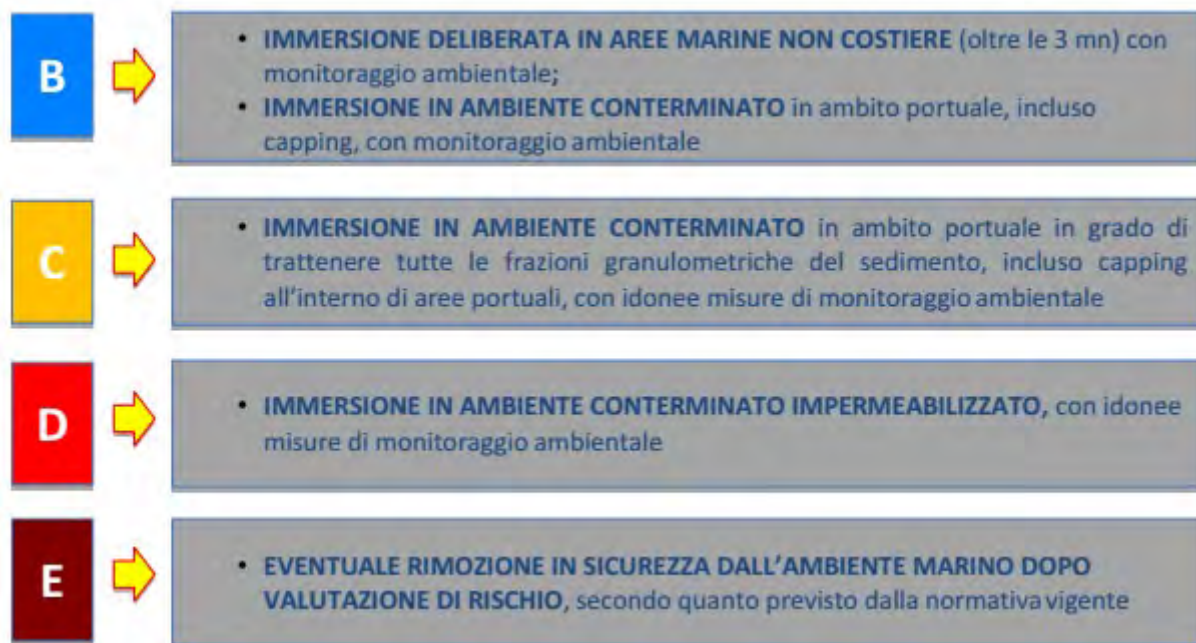 B
• IMMERSIONE DELIBERATA IN AREE MARINE NON COSTIERE (oltre le 3 mn) con
monitoraggio ambientale;
• IMMERSIONE IN AMBIENTE CONTERMINATO in ambito portuale, incluso
capping, con monitoraggio ambientale
C
• IMMERSIONE IN AMBIENTE CONTERMINATO in ambito portuale in grado di
trattenere tutte le frazioni granulometriche del sedimento, incluso capping
all'interno di aree portuali, con idonee misure di monitoraggio ambientale
D
• IMMERSIONE IN AMBIENTE CONTERMINATO IMPERMEABILIZZATO, con idonee
misure di monitoraggio ambientale
E
• EVENTUALE RIMOZIONE IN SICUREZZA DALL'AMBIENTE MARINO DOPO
VALUTAZIONE DI RISCHIO, secondo quanto previsto dalla normativa vigente